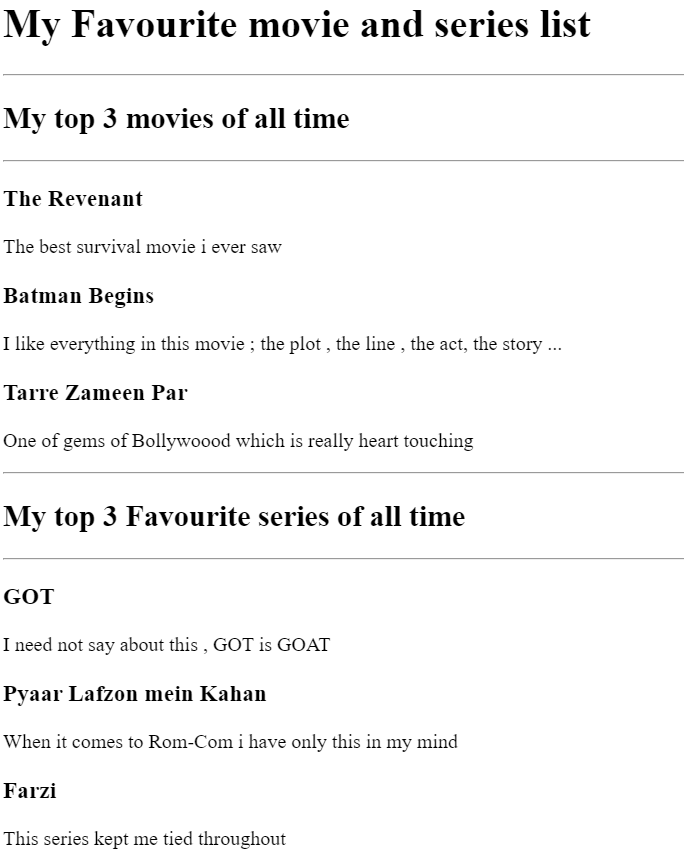 My Favourite movie and series list
My top 3 movies of all time
The Revenant
The best survival movie i ever saw
Batman Begins
I like everything in this movie ; the plot , the line , the act, the story ...
Tarre Zameen Par
One of gems of Bollywoood which is really heart touching
My top 3 Favourite series of all time
GOT
I need not say about this , GOT is GOAT
Pyaar Lafzon mein Kahan
When it comes to Rom-Com i have only this in my mind
Farzi
This series kept me tied throughout